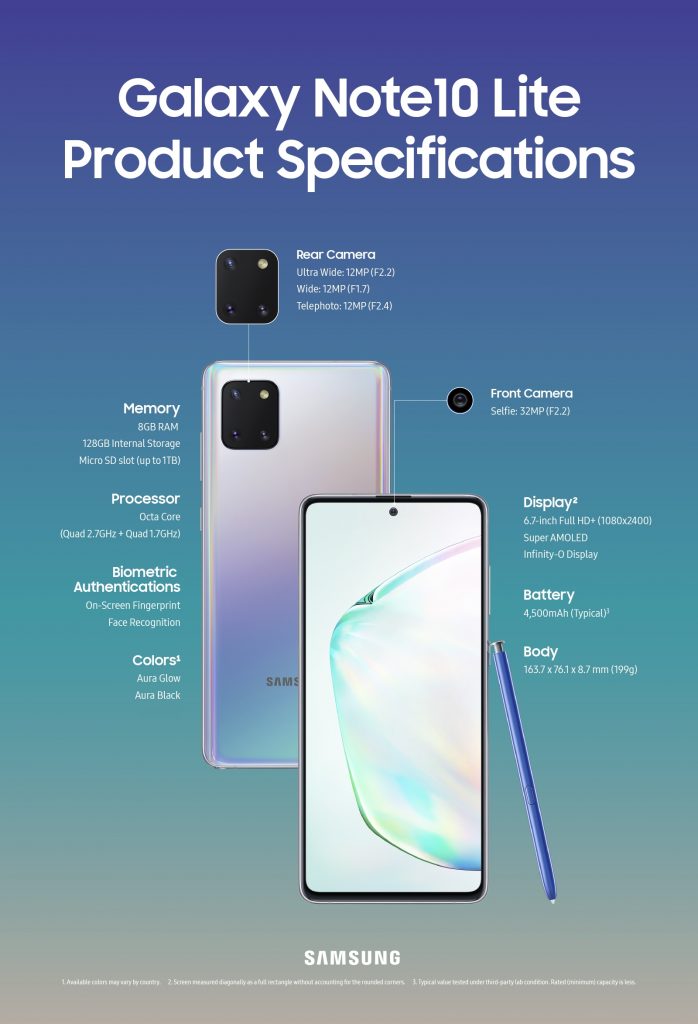 Galaxy Note10 Lite
Product Specifications
Rear Camera
Ultra Wide: 12MP (F2.2)
Wide: 12MP (F1.7)
Telephoto: 12MP (F2.4)
Front Camera
Selfie: 32MP (F2.2)
Memory
8GB RAM
128GB Internal Storage
Micro SD slot (up to 1TB)
Processor
Octa Core
(Quad 2.7GHz + Quad 1.7GHz)
Biometric
Authentications
On-Screen Fingerprint
Face Recognition
Colors¹
Aura Glow
Aura Black
SAMS
Display²
6.7-inch Full HD+ (1080x2400)
Super AMOLED
Infinity-O Display
Battery
4,500mAh (Typical)³
Body
163.7 x 76.1 x 8.7 mm (199g)
SAMSUNG
1. Available colors may vary by country. 2. Screen measured diagonally as a full rectangle without accounting for the rounded corners. 3. Typical value tested under third-party lab condition. Rated (minimum) capacity is less.